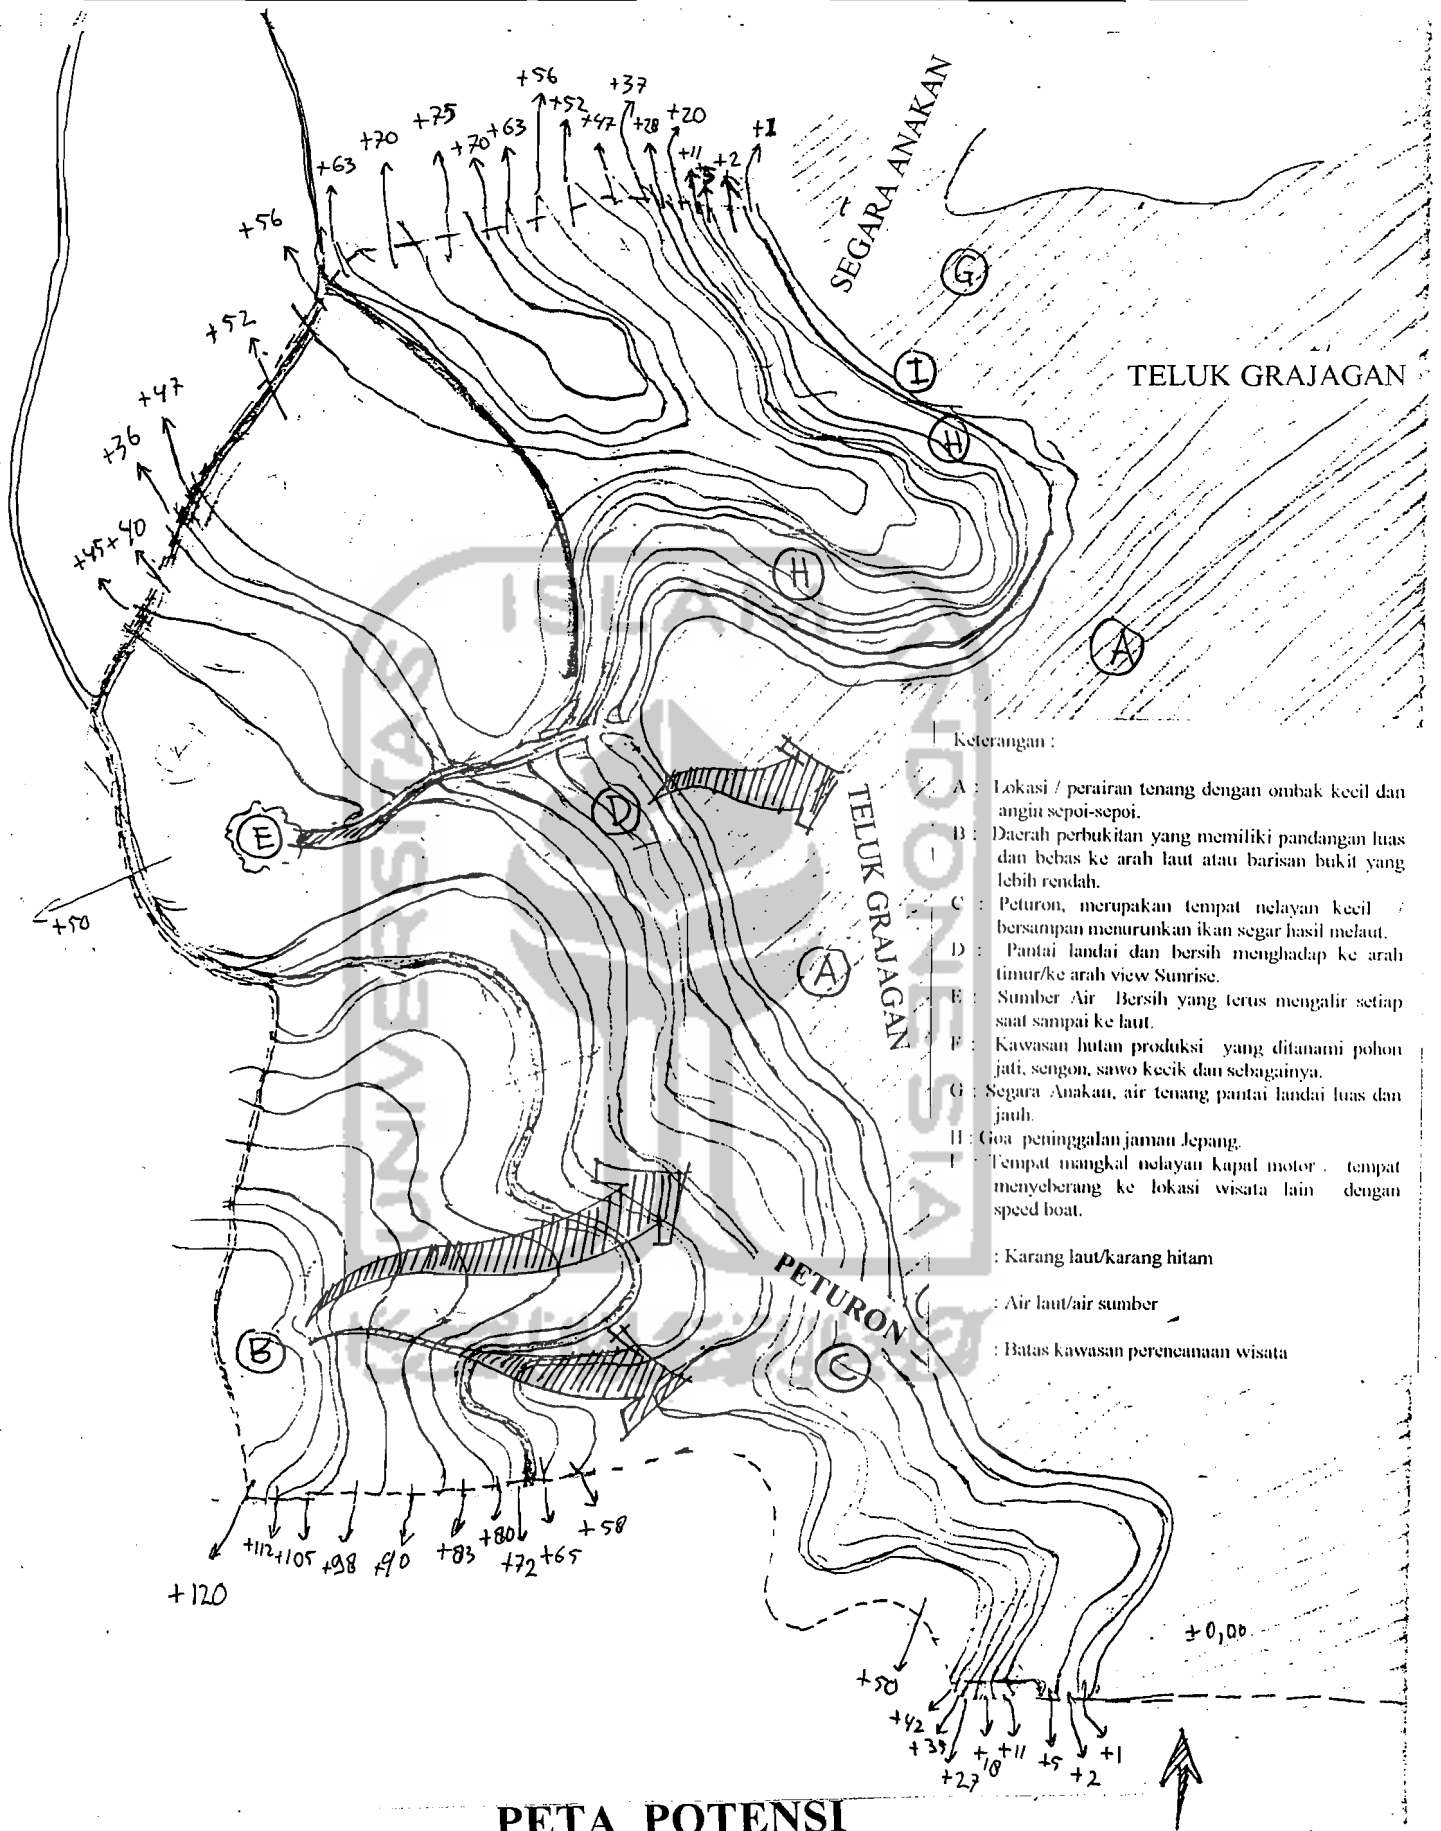 +56
+37
+75
+52
+20
+70
+70
+63
+47
+28
+1
+63
+11
+5
+2
+56
SEGARA ANAKAN
G
+52
I
TELUK GRAJAGAN
+47
H
+36
+45
+40
H
A
ISLAM
UNIVERSITAS
INDONESIA
Keterangan :
A : Lokasi / perairan tenang dengan ombak kecil dan
angin sepoi-sepoi.
B : Daerah perbukitan yang memiliki pandangan luas
dan bebas ke arah laut atau barisan bukit yang
lebih rendah.
C : Peturon, merupakan tempat nelayan kecil /
bersampan menurunkan ikan segar hasil melaut.
D : Pantai landai dan bersih menghadap ke arah
timur/ke arah view Sunrise.
E : Sumber Air Bersih yang terus mengalir setiap
saat sampai ke laut.
F : Kawasan hutan produksi yang ditanami pohon
jati, sengon, sawo kecik dan sebagainya.
G : Segara Anakan, air tenang pantai landai luas dan
jauh.
H : Goa peninggalan jaman Jepang.
I : Tempat mangkal nelayan kapal motor . tempat
menyeberang ke lokasi wisata lain dengan
speed boat.
: Karang laut/karang hitam
: Air laut/air sumber
: Batas kawasan perencanaan wisata
D
E
TELUK GRAJAGAN
+50
A
PETURON
B
C
+112
+105
+98
+90
+83
+80
+72
+65
+58
+120
± 0,00
+50
+42
+35
+27
+18
+11
+5
+2
+1
PETA POTENSI